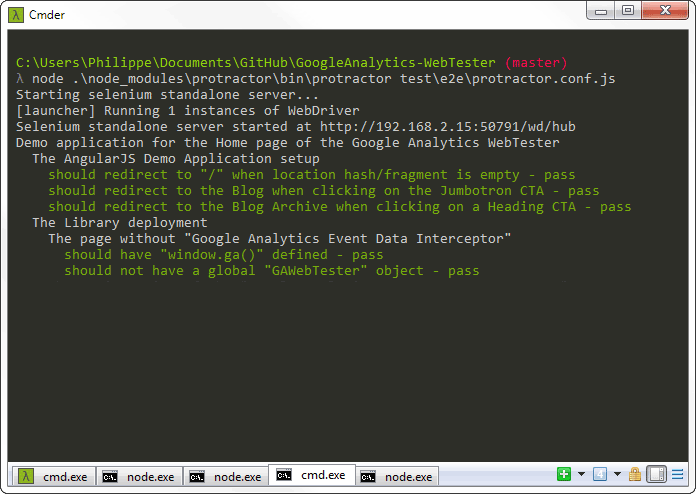 Cmder
C:\Users\Philippe\Documents\GitHub\GoogleAnalytics-WebTester (master)
λ node .\node_modules\protractor\bin\protractor test\e2e\protractor.conf.js
Starting selenium standalone server...
[launcher] Running 1 instances of WebDriver
Selenium standalone server started at http://192.168.2.15:50791/wd/hub
Demo application for the Home page of the Google Analytics WebTester
  The AngularJS Demo Application setup
    should redirect to "/" when location hash/fragment is empty - pass
    should redirect to the Blog when clicking on the Jumbotron CTA - pass
    should redirect to the Blog Archive when clicking on a Heading CTA - pass
  The Library deployment
    The page without "Google Analytics Event Data Interceptor"
      should have "window.ga()" defined - pass
      should not have a global "GAWebTester" object - pass
λ cmd.exe C:\. node.exe C:\. node.exe C:\. cmd.exe C:\. node.exe 4